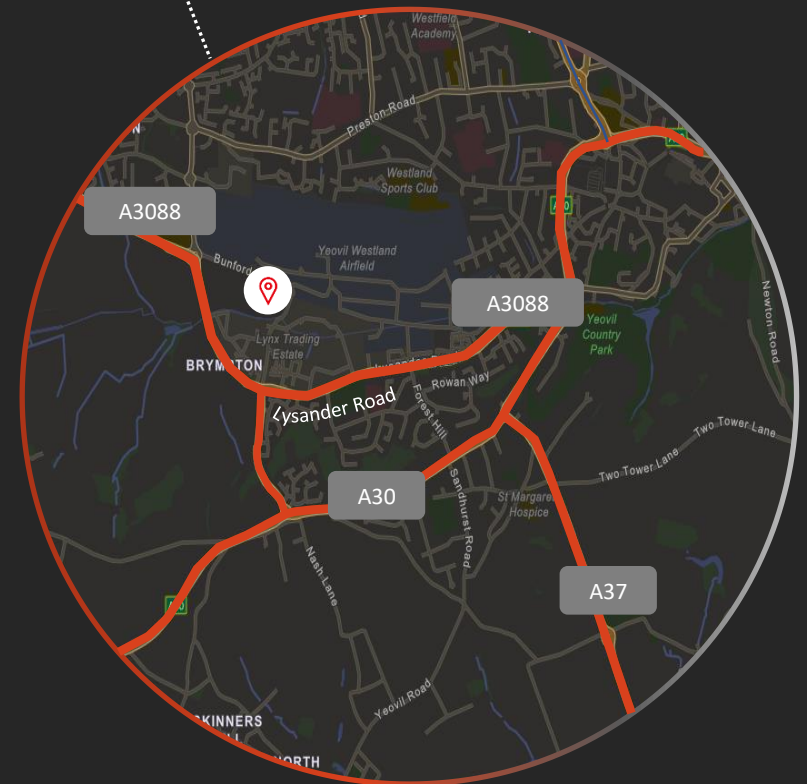 Westfield
Academy
Preston Road
N
Westland
Sports Club
A3088
Yeovil Westland
Airfield
Bunford
A3088
Lynx Trading
Estate
Yeovil
Country
Park
Newton Road
BRYMPTON
Rowan Way
Lysander Road
Forest Hill
Two Tower Lane
Two Tower Lane
A30
Sandhurst Road
St Margaret
Hospice
Nash Lane
A37
Yeovil Road
KINNERS
NORTH